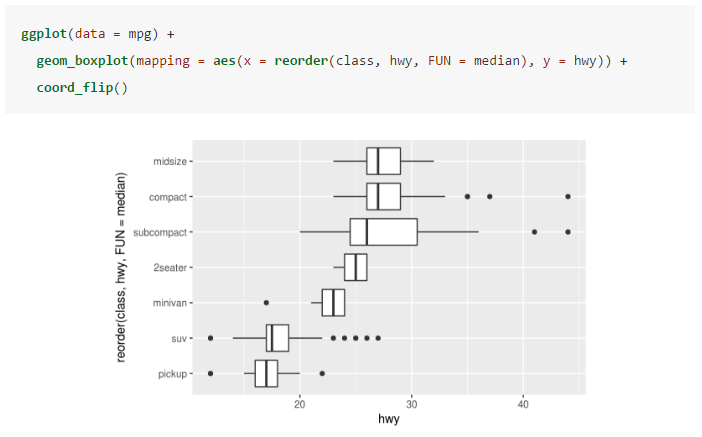 ggplot(data = mpg) +
geom_boxplot(mapping = aes(x = reorder(class, hwy, FUN = median), y = hwy)) +
coord_flip()
reorder(class, hwy, FUN = median)
midsize
compact
subcompact
2seater
minivan
suv
pickup
20 30 40
hwy